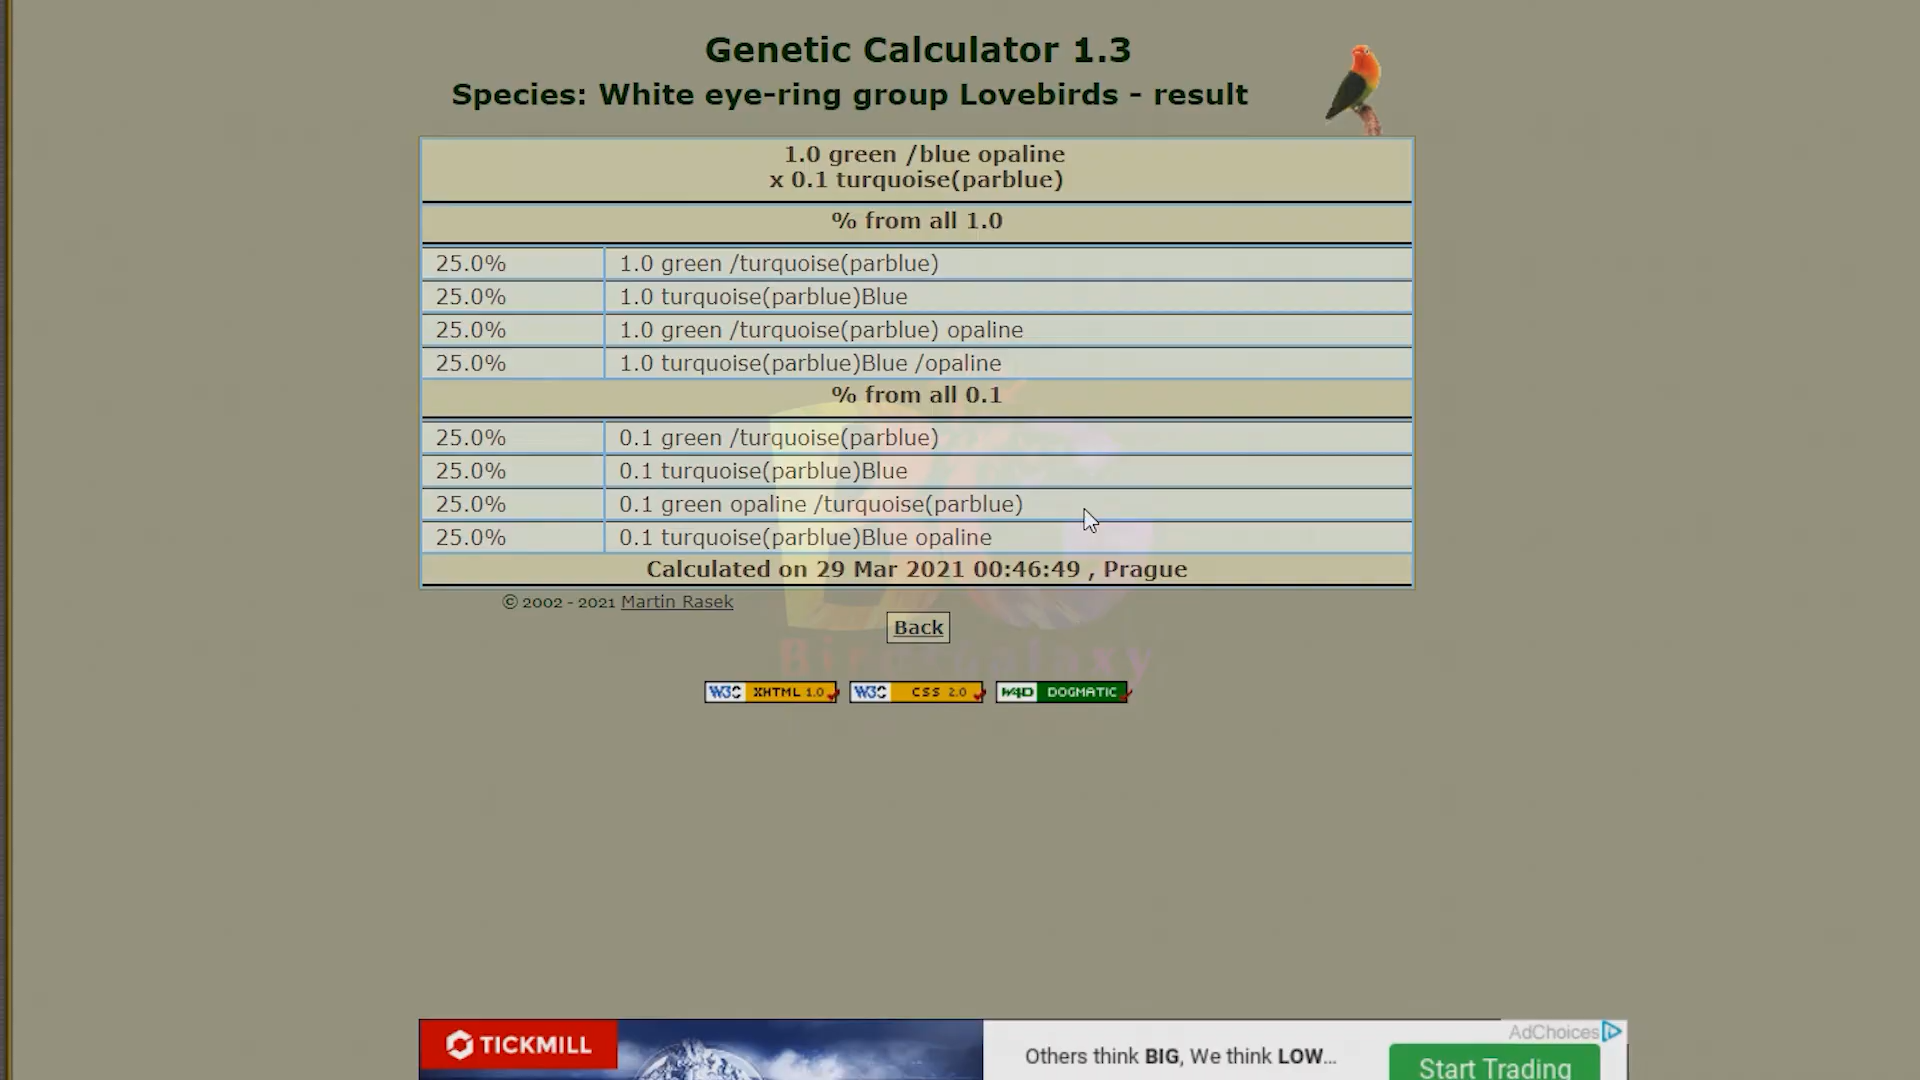 Genetic Calculator 1.3
Species: White eye-ring group Lovebirds - result
1.0 green /blue opaline
x 0.1 turquoise(parblue)
% from all 1.0
25.0% 1.0 green /turquoise(parblue)
25.0% 1.0 turquoise(parblue)Blue
25.0% 1.0 green /turquoise(parblue) opaline
25.0% 1.0 turquoise(parblue)Blue /opaline
% from all 0.1
25.0% 0.1 green /turquoise(parblue)
25.0% 0.1 turquoise(parblue)Blue
25.0% 0.1 green opaline /turquoise(parblue)
25.0% 0.1 turquoise(parblue)Blue opaline
Calculated on 29 Mar 2021 00:46:49 , Prague
© 2002 - 2021 Martin Rasek
Back
W3C XHTML 1.0 W3C CSS 2.0 W4D DOGMATIC
AdChoices
TICKMILL
Others think BIG, We think LOW...
Start Trading